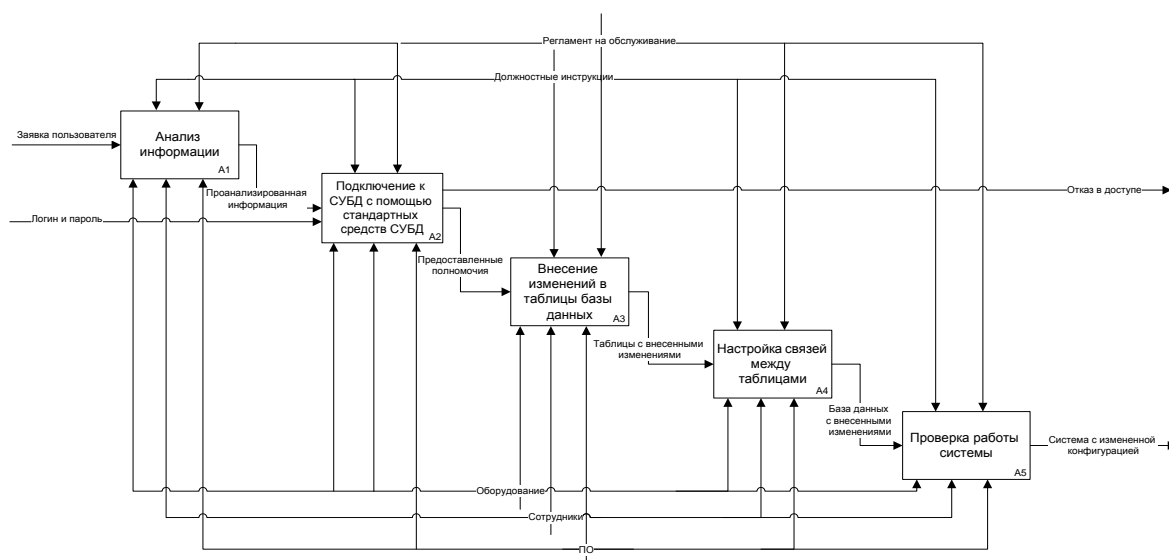 Регламент на обслуживание
Должностные инструкции
Заявка пользователя
Анализ
информации
A1
Проанализированная
информация
Логин и пароль
Подключение к
СУБД с помощью
стандартных
средств СУБД
A2
Отказ в доступе
Предоставленные
полномочия
Внесение
изменений в
таблицы базы
данных
A3
Таблицы с внесенными
изменениями
Настройка связей
между
таблицами
A4
База данных
с внесенными
изменениями
Проверка работы
системы
A5
Система с измененной
конфигурацией
Оборудование
Сотрудники
ПО